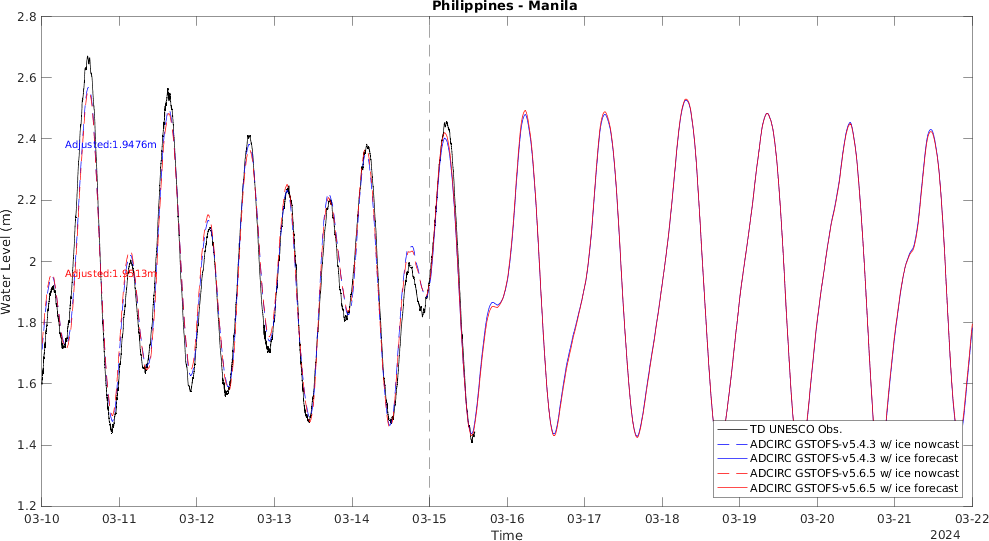 Philippines - Manila
2.8
2.6
2.4
2.2
2
1.8
1.6
1.4
1.2
Water Level (m)
Adjusted:1.9476m
Adjusted:1.9513m
TD UNESCO Obs.
ADCIRC GSTOFS-v5.4.3 w/ ice nowcast
ADCIRC GSTOFS-v5.4.3 w/ ice forecast
ADCIRC GSTOFS-v5.6.5 w/ ice nowcast
ADCIRC GSTOFS-v5.6.5 w/ ice forecast
03-10 03-11 03-12 03-13 03-14 03-15 03-16 03-17 03-18 03-19 03-20 03-21 03-22
Time
2024